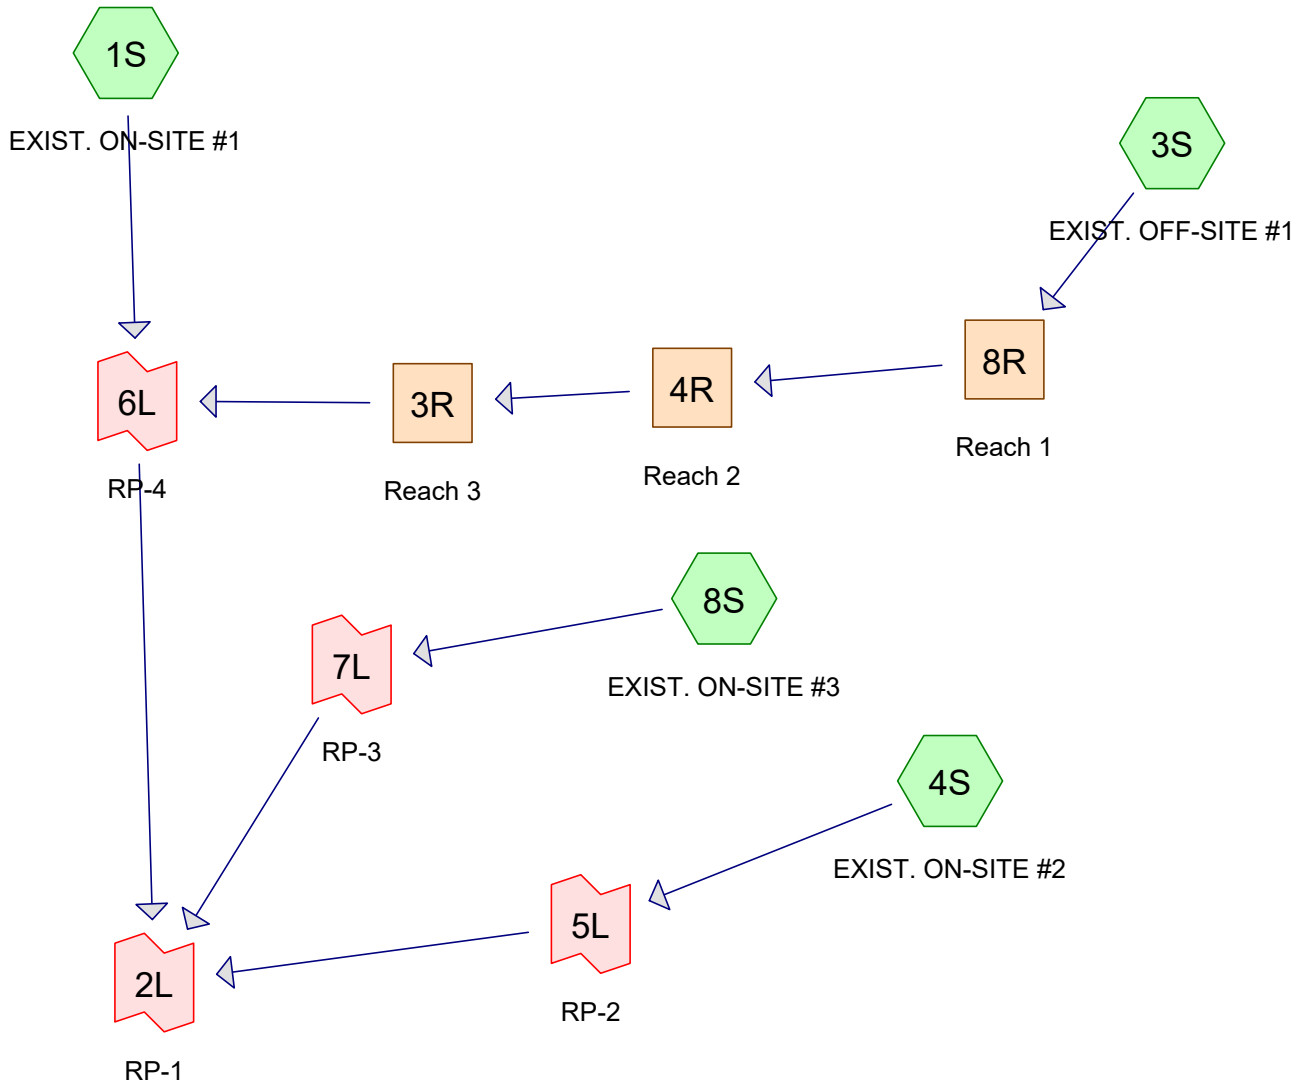 1S
EXIST. ON-SITE #1
3S
EXIST. OFF-SITE #1
6L
RP-4
3R
Reach 3
4R
Reach 2
8R
Reach 1
8S
EXIST. ON-SITE #3
7L
RP-3
4S
EXIST. ON-SITE #2
5L
RP-2
2L
RP-1